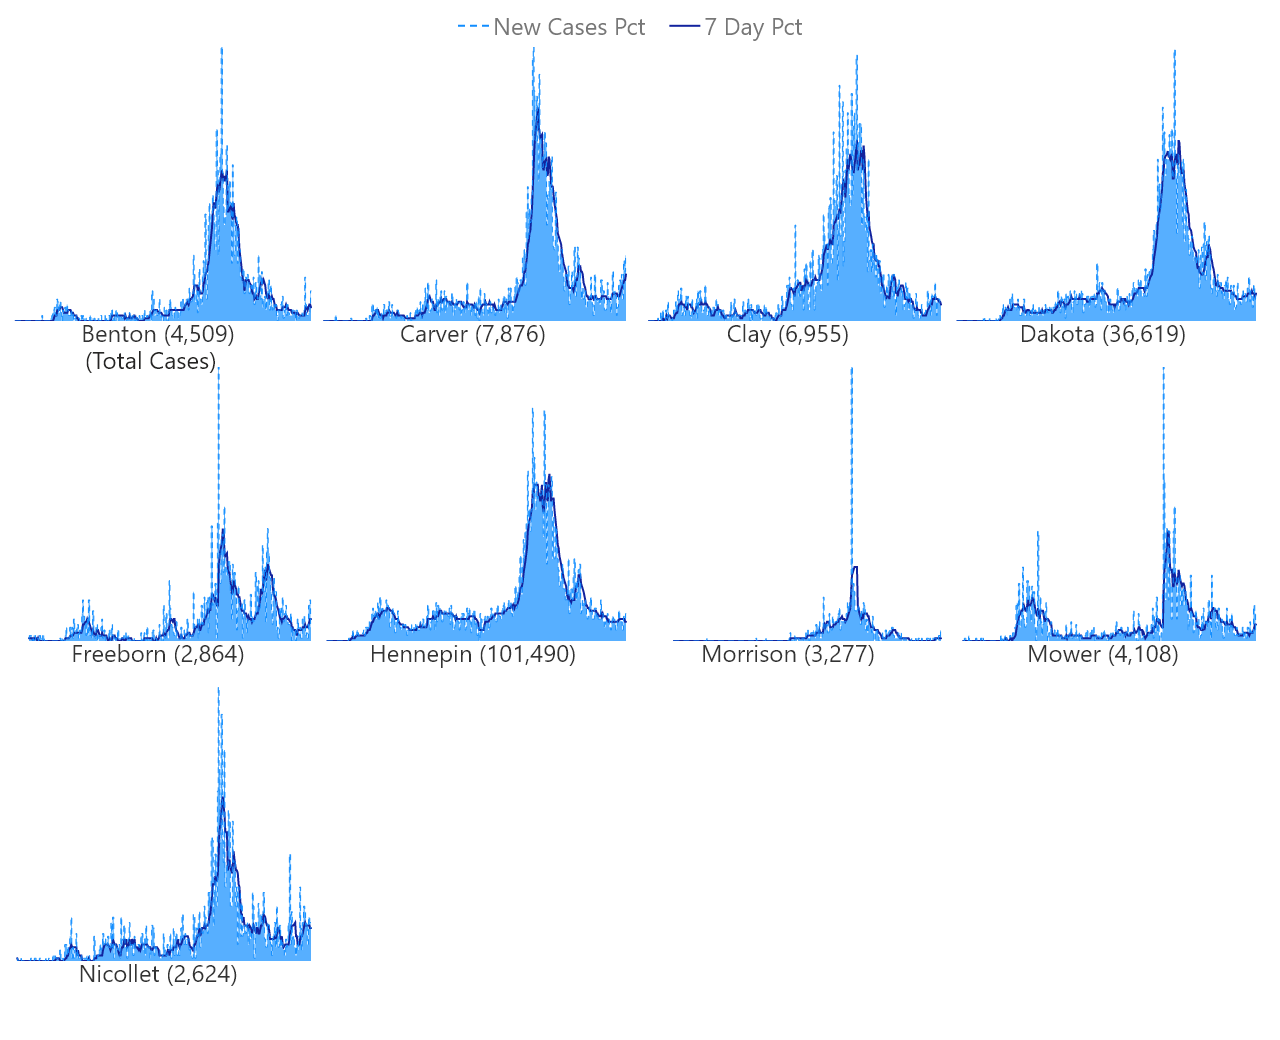 New Cases Pct 7 Day Pct
Benton (4,509)
(Total Cases)
Carver (7,876)
Clay (6,955)
Dakota (36,619)
Freeborn (2,864)
Hennepin (101,490)
Morrison (3,277)
Mower (4,108)
Nicollet (2,624)